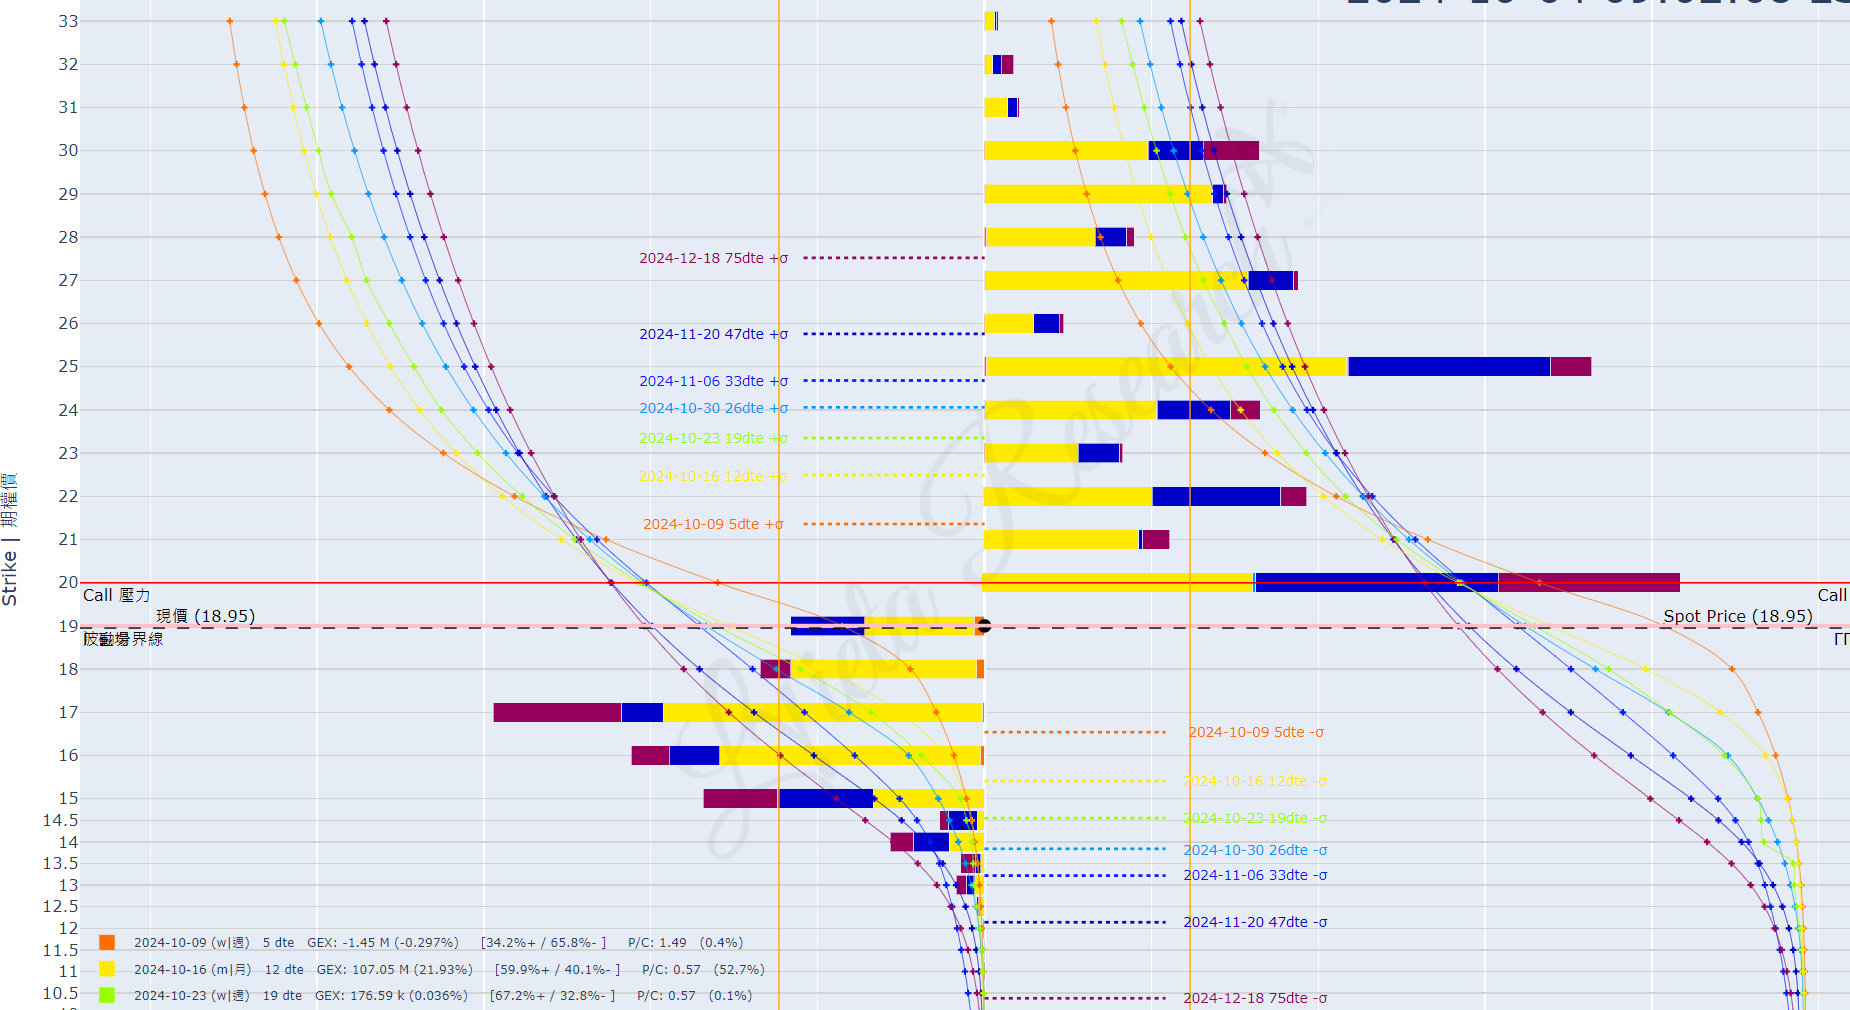 33
32
31
30
29
28
2024-12-18 75dte +σ
27
26
2024-11-20 47dte +σ
2024-11-06 33dte +σ
25
24
2024-10-30 26dte +σ
2024-10-23 19dte +σ
23
2024-10-16 12dte +σ
22
2024-10-09 5dte +σ
21
Strike | 期權價
20
Call 壓力
Call
現價 (18.95)
Spot Price (18.95)
19
18
17
2024-10-09 5dte -σ
16
2024-10-16 12dte -σ
15
14.5
2024-10-23 19dte -σ
14
2024-10-30 26dte -σ
13.5
2024-11-06 33dte -σ
13
12.5
12
2024-11-20 47dte -σ
2024-10-09 (w|週) 5 dte GEX: -1.45 M (-0.297%) [34.2%+ / 65.8%- ] P/C: 1.49 (0.4%)
11.5
2024-10-16 (m|月) 12 dte GEX: 107.05 M (21.93%) [59.9%+ / 40.1%- ] P/C: 0.57 (52.7%)
11
2024-10-23 (w|週) 19 dte GEX: 176.59 k (0.036%) [67.2%+ / 32.8%- ] P/C: 0.57 (0.1%)
10.5
2024-12-18 75dte -σ